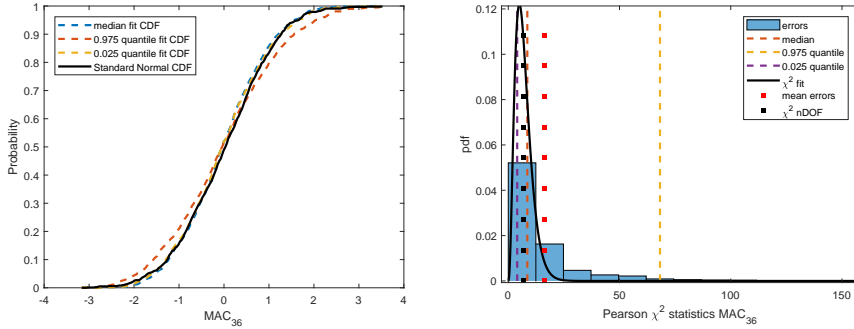 median fit CDF
0.975 quantile fit CDF
0.025 quantile fit CDF
Standard Normal CDF
1
0.9
0.8
0.7
0.6
0.5
0.4
0.3
0.2
0.1
0
Probability
-4 -3 -2 -1 0 1 2 3 4
MAC36
errors
median
0.975 quantile
0.025 quantile
χ2 fit
mean errors
χ2 nDOF
0.12
0.1
0.08
0.06
0.04
0.02
0
pdf
0 50 100 150
Pearson χ2 statistics MAC36